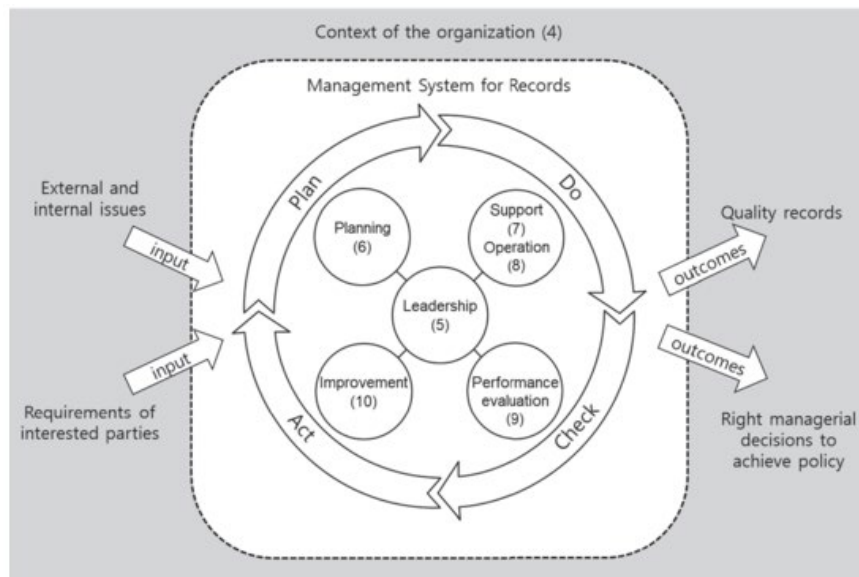 Context of the organization (4)
Management System for Records
Plan
Do
External and
internal issues
input
Planning
(6)
Support
(7)
Operation
(8)
Quality records
outcomes
Leadership
(5)
input
outcomes
Requirements of
interested parties
Improvement
(10)
Performance
evaluation
(9)
Right managerial
decisions to
achieve policy
Act
Check